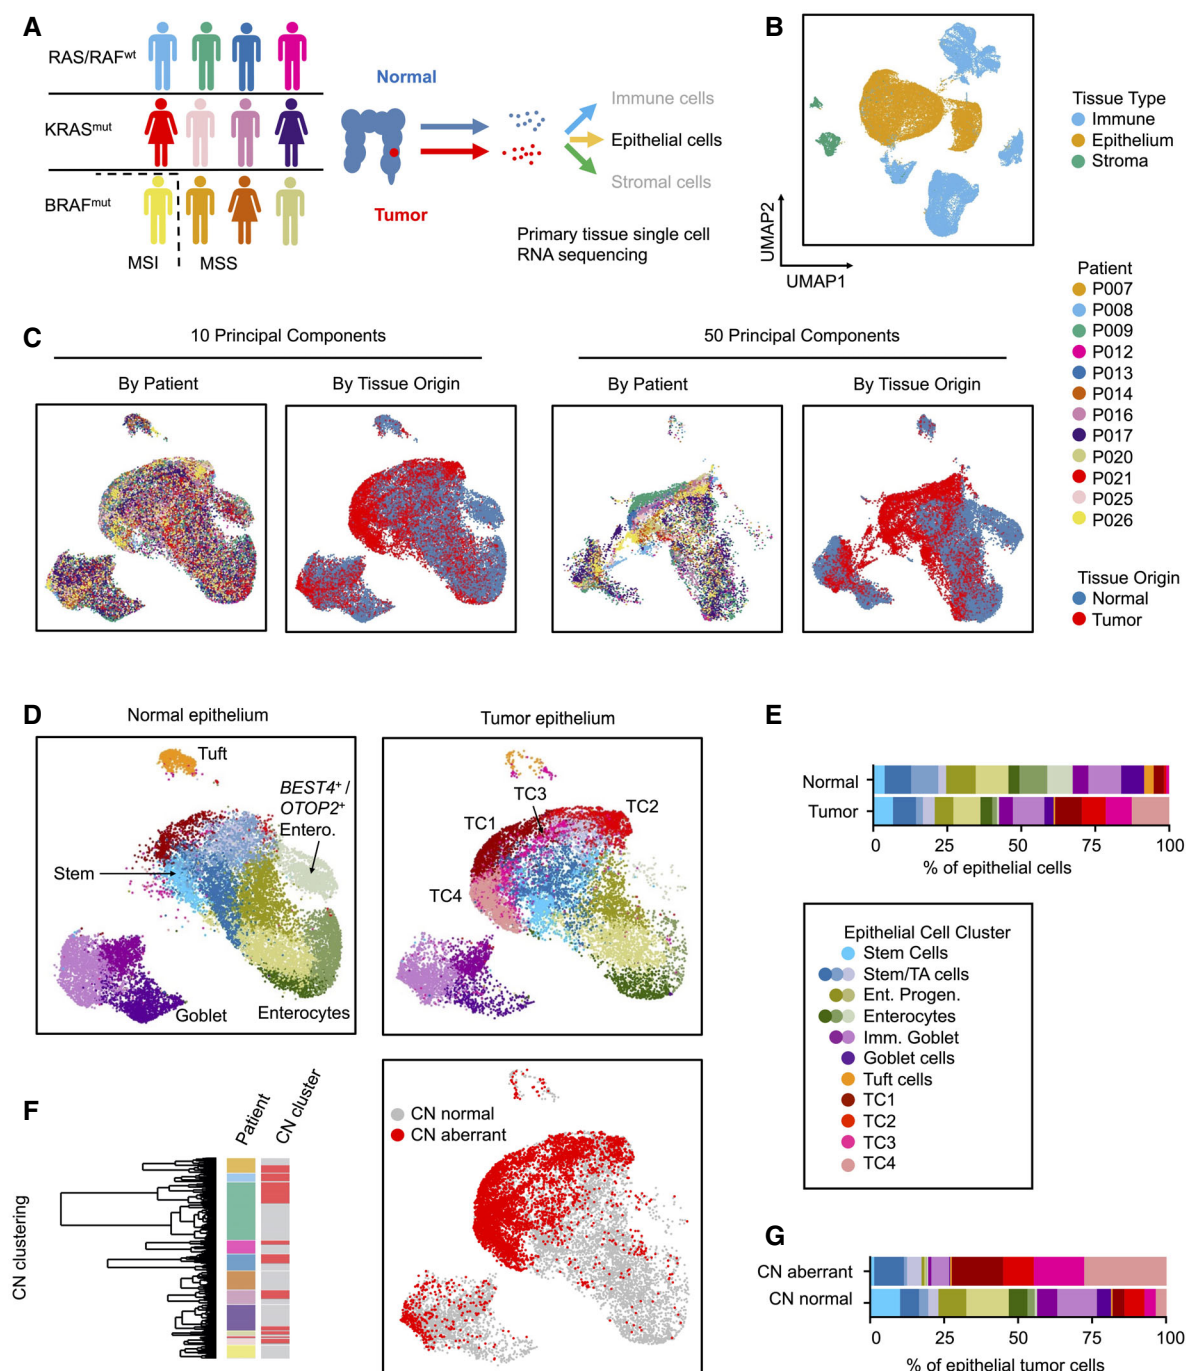 A
RAS/RAFwt
KRASmut
BRAFmut
MSI
MSS
Normal
Tumor
Immune cells
Epithelial cells
Stromal cells
Primary tissue single cell
RNA sequencing
B
UMAP2
UMAP1
Tissue Type
Immune
Epithelium
Stroma
C
10 Principal Components
50 Principal Components
By Patient
By Tissue Origin
By Patient
By Tissue Origin
Patient
P007
P008
P009
P012
P013
P014
P016
P017
P020
P021
P025
P026
Tissue Origin
Normal
Tumor
D
Normal epithelium
Tumor epithelium
Tuft
BEST4+ /
OTOP2+
Entero.
Stem
Goblet
Enterocytes
TC3
TC2
TC1
TC4
E
Normal
Tumor
0
25
50
75
100
% of epithelial cells
Epithelial Cell Cluster
Stem Cells
Stem/TA cells
Ent. Progen.
Enterocytes
Imm. Goblet
Goblet cells
Tuft cells
TC1
TC2
TC3
TC4
F
CN clustering
Patient
CN cluster
CN normal
CN aberrant
G
CN aberrant
CN normal
0
25
50
75
100
% of epithelial tumor cells